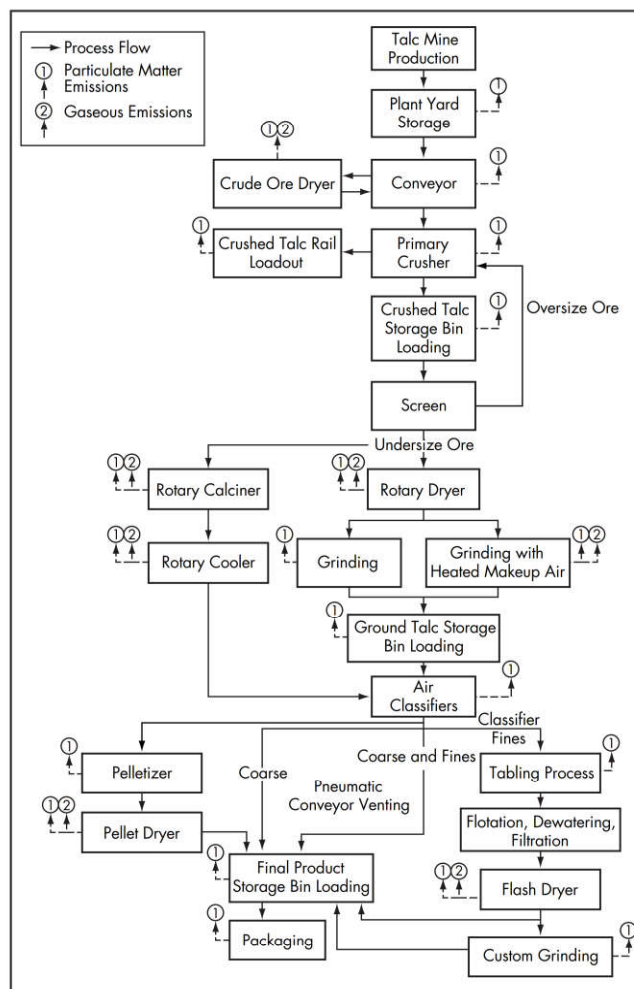 Process Flow
① Particulate Matter
Emissions
② Gaseous Emissions
Talc Mine
Production
①
Plant Yard
Storage
① ②
①
Crude Ore Dryer
Conveyor
①
①
Crushed Talc Rail
Loadout
Primary
Crusher
①
Crushed Talc
Storage Bin
Loading
Oversize Ore
Screen
Undersize Ore
① ②
Rotary Calciner
① ②
Rotary Dryer
① ②
Rotary Cooler
①
Grinding
Grinding with
Heated Makeup Air
① ②
①
Ground Talc Storage
Bin Loading
①
Air
Classifiers
Classifier
Fines
①
Pelletizer
Coarse
Coarse and Fines
Pneumatic
Conveyor Venting
Tabling Process
①
① ②
Pellet Dryer
Flotation, Dewatering,
Filtration
①
Final Product
Storage Bin Loading
① ②
Flash Dryer
①
Packaging
Custom Grinding
①